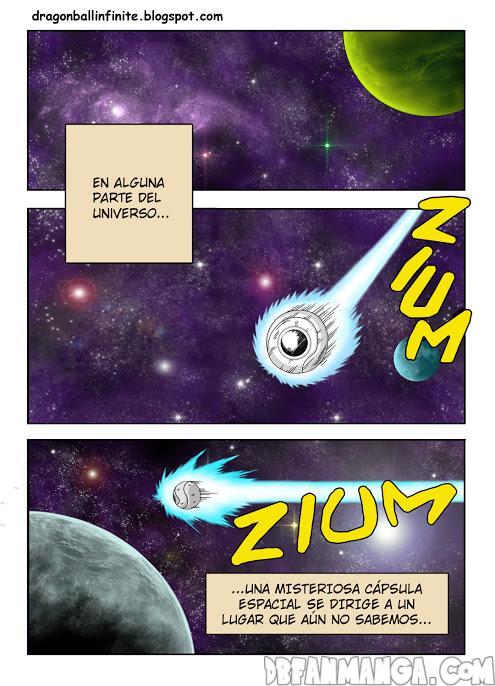 dragonballinfinite.blogspot.com
EN ALGUNA
PARTE DEL
UNIVERSO...
ZIUM
ZIUM
...UNA MISTERIOSA CÁPSULA
ESPACIAL SE DIRIGE A UN
LUGAR QUE AÚN NO SABEMOS...
DBFANMANGA.COM